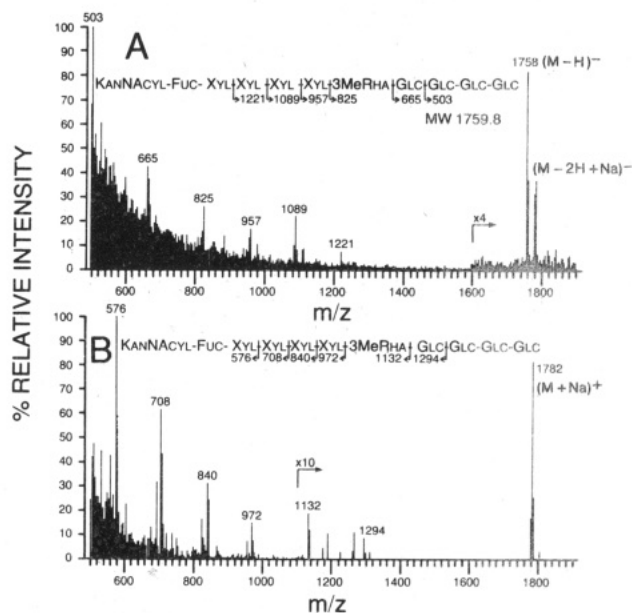 % RELATIVE INTENSITY
A
503
100
90
80
70
60
50
40
30
20
10
0
KANNACYL-FUC- XYL XYL XYL XYL 3MERHA GLC GLC-GLC-GLC
1221 1089 957 825 665 503
MW 1759.8
1758 (M – H)⁻
(M – 2H + Na)⁻
665
825
957
1089
1221
x4
600 800 1000 1200 1400 1600 1800
m/z
B
576
100
90
80
70
60
50
40
30
20
10
0
KANNACYL-FUC- XYL XYL XYL XYL 3MERHA GLC GLC-GLC-GLC
576 708 840 972 1132 1294
1782
(M + Na)⁺
708
840
972
x10
1132
1294
600 800 1000 1200 1400 1600 1800
m/z